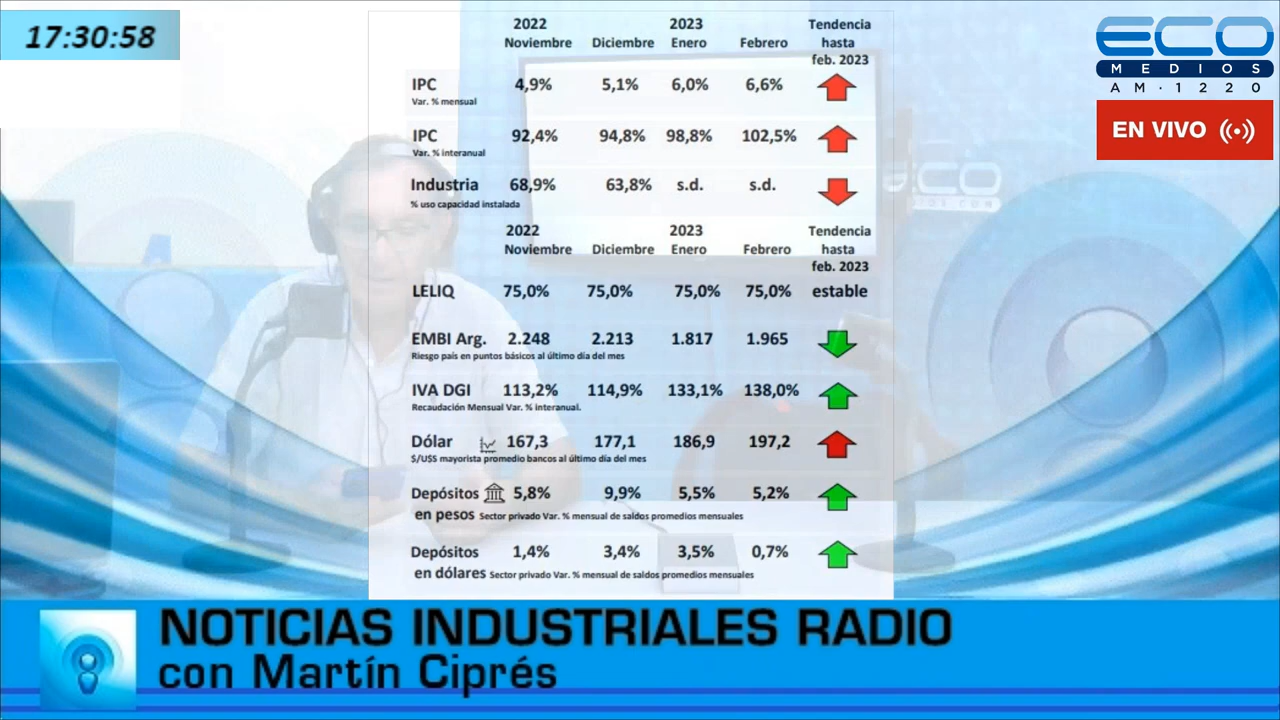 17:30:58
2022 2023 Tendencia
Noviembre Diciembre Enero Febrero hasta
feb. 2023
IPC 4,9% 5,1% 6,0% 6,6%
Var. % mensual
IPC 92,4% 94,8% 98,8% 102,5%
Var. % interanual
Industria 68,9% 63,8% s.d. s.d.
% uso capacidad instalada
2022 2023 Tendencia
Noviembre Diciembre Enero Febrero hasta
feb. 2023
LELIQ 75,0% 75,0% 75,0% 75,0% estable
EMBI Arg. 2.248 2.213 1.817 1.965
Riesgo país en puntos básicos al último día del mes
IVA DGI 113,2% 114,9% 133,1% 138,0%
Recaudación Mensual Var. % interanual.
Dólar 167,3 177,1 186,9 197,2
$/U$S mayorista promedio bancos al último día del mes
Depósitos 5,8% 9,9% 5,5% 5,2%
en pesos Sector privado Var. % mensual de saldos promedios mensuales
Depósitos 1,4% 3,4% 3,5% 0,7%
en dólares Sector privado Var. % mensual de saldos promedios mensuales
ECO
MEDIOS
AM·1220
EN VIVO
NOTICIAS INDUSTRIALES RADIO
con Martín Ciprés